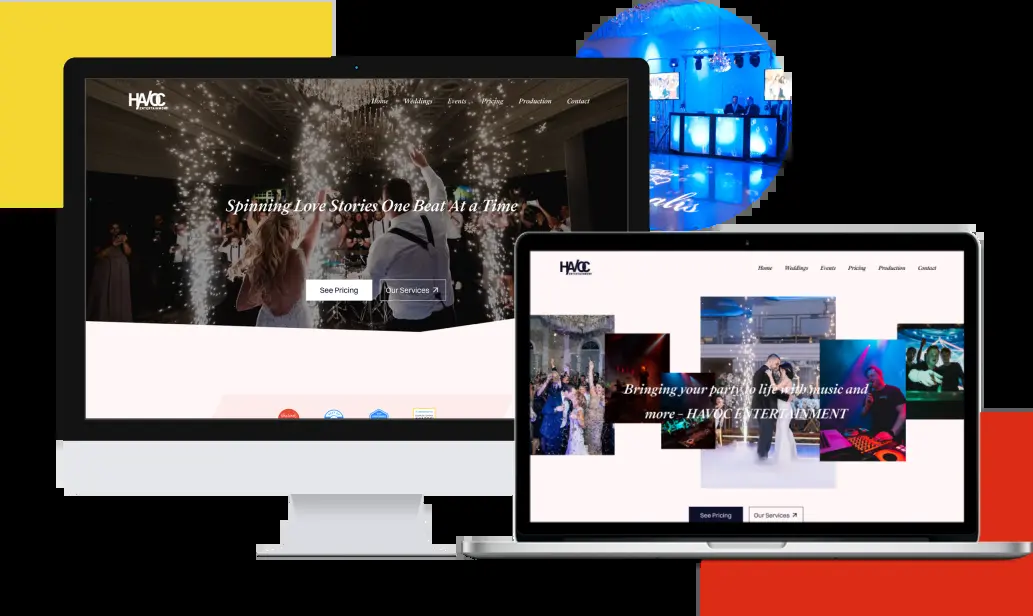 HAVOC
ENTERTAINMENT
Home Weddings Events Pricing Production Contact
Spinning Love Stories One Beat At a Time
See Pricing
Our Services
HAVOC
ENTERTAINMENT
Home Weddings Events Pricing Production Contact
Bringing your party to life with music and
more - HAVOC ENTERTAINMENT
See Pricing
Our Services